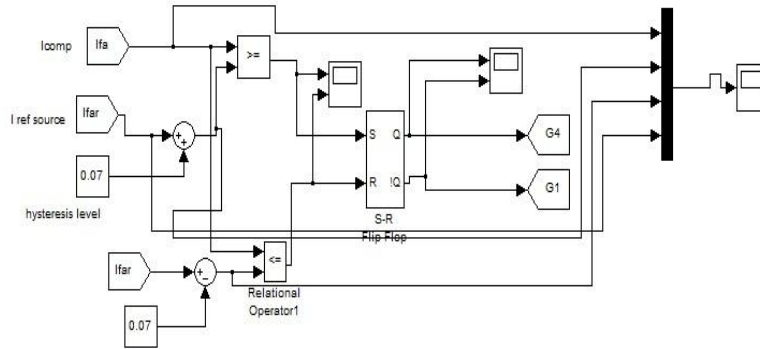 Icomp
Ifa
>=
I ref source
Ifar
+
+
0.07
hysteresis level
S
Q
R
!Q
S-R
Flip Flop
G4
G1
Ifar
+
−
<=
Relational
Operator1
0.07